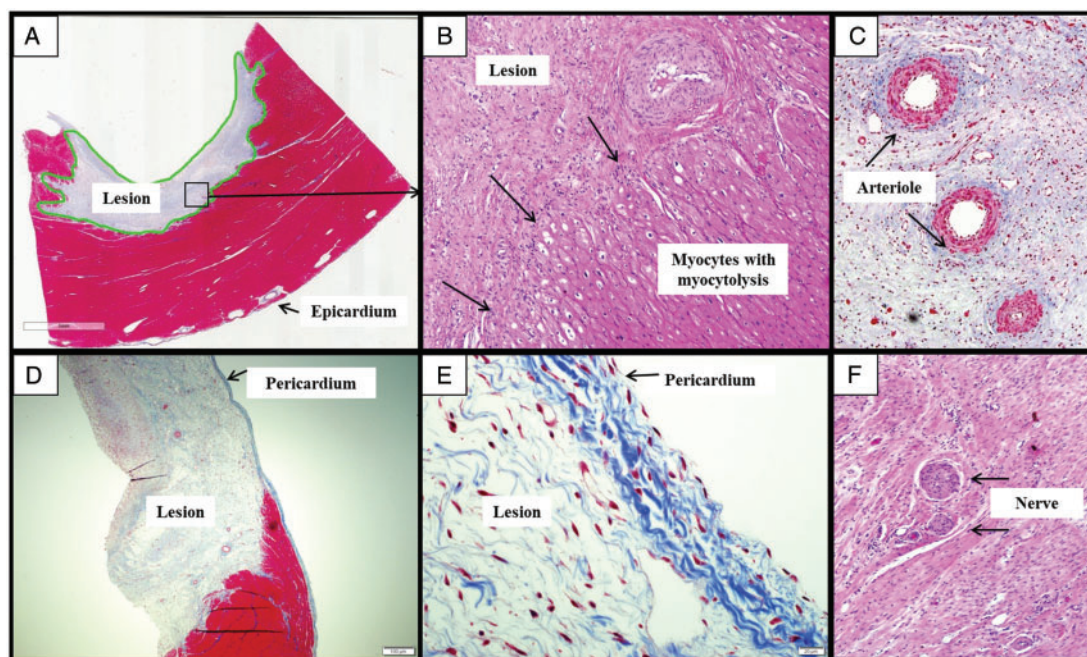 A
Lesion
Epicardium
B
Lesion
Myocytes with
myocytolysis
C
Arteriole
D
Pericardium
Lesion
E
Pericardium
Lesion
F
Nerve